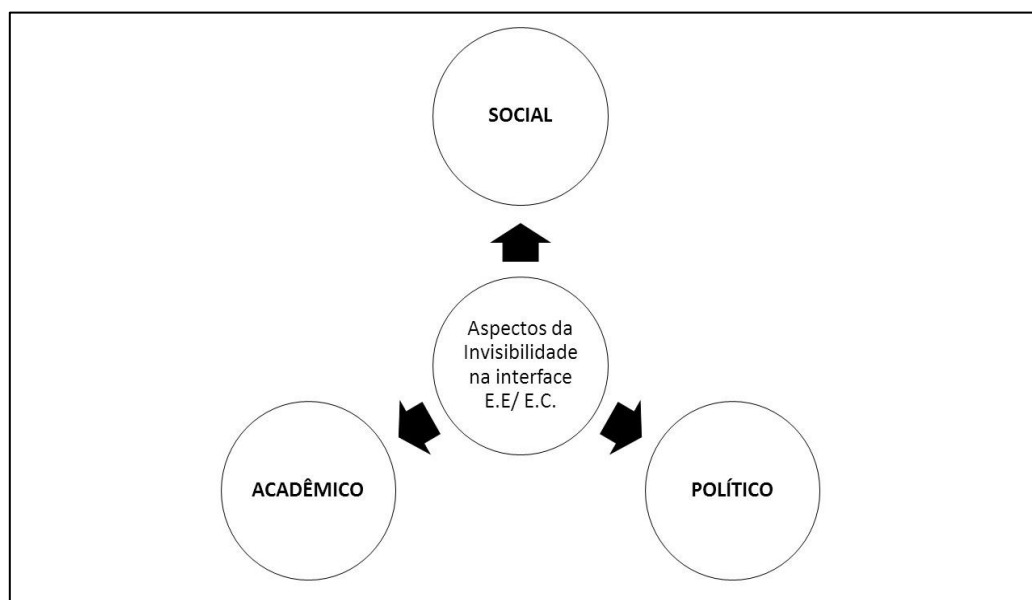 SOCIAL
Aspectos da
Invisibilidade
na interface
E.E/ E.C.
ACADÊMICO
POLÍTICO